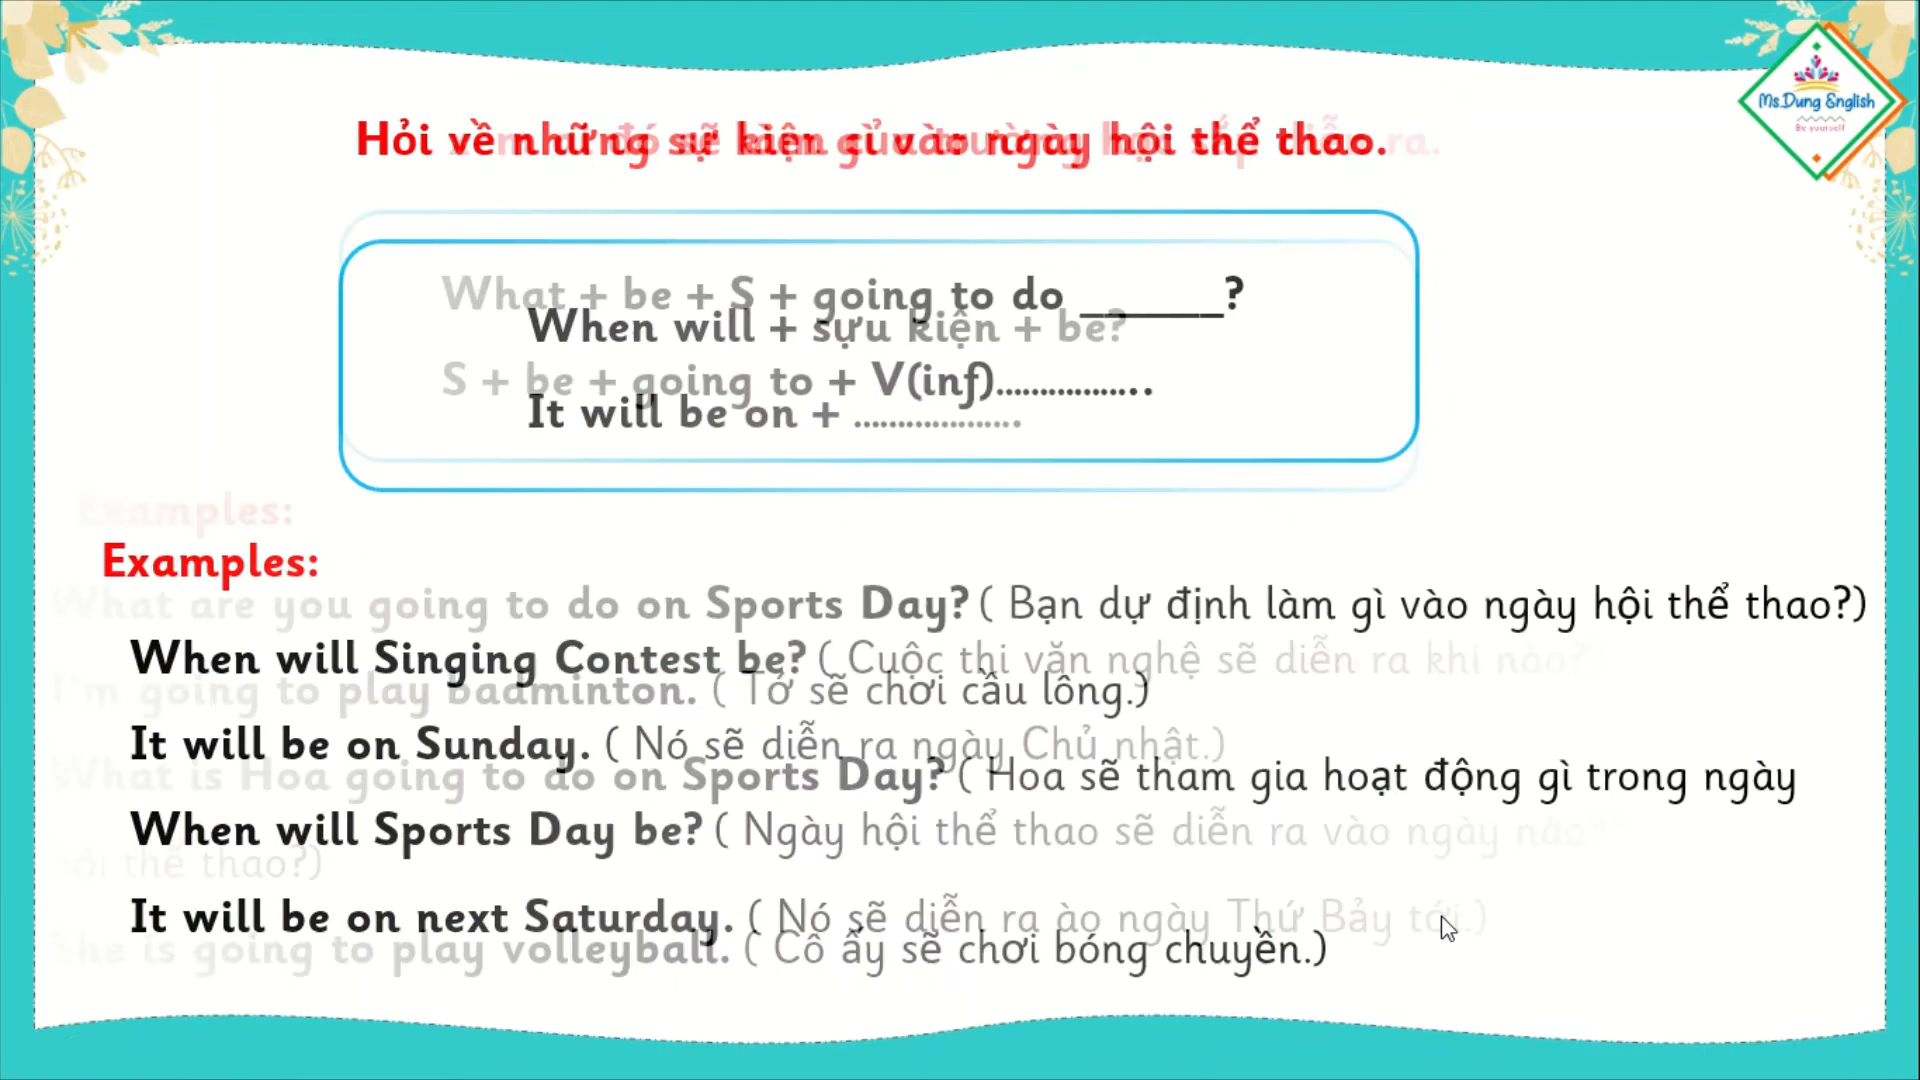 Ms.Dung English
Be yourself
Hỏi về những sự kiện gì vào ngày hội thể thao.
ra.
What + be + S + going to do ______?
When will + sựu kiện + be?
S + be + going to + V(inf)................
It will be on + ...................
Examples:
Examples:
What are you going to do on Sports Day? ( Bạn dự định làm gì vào ngày hội thể thao?)
When will Singing Contest be? ( Cuộc thi văn nghệ sẽ diễn ra khi nào?)
I'm going to play badminton. ( Tớ sẽ chơi cầu lông.)
It will be on Sunday. ( Nó sẽ diễn ra ngày Chủ nhật.)
What is Hoa going to do on Sports Day? ( Hoa sẽ tham gia hoạt động gì trong ngày
When will Sports Day be? ( Ngày hội thể thao sẽ diễn ra vào ngày nào?
hội thể thao?)
It will be on next Saturday. ( Nó sẽ diễn ra ào ngày Thứ Bảy tới.)
She is going to play volleyball. ( Cô ấy sẽ chơi bóng chuyền.)